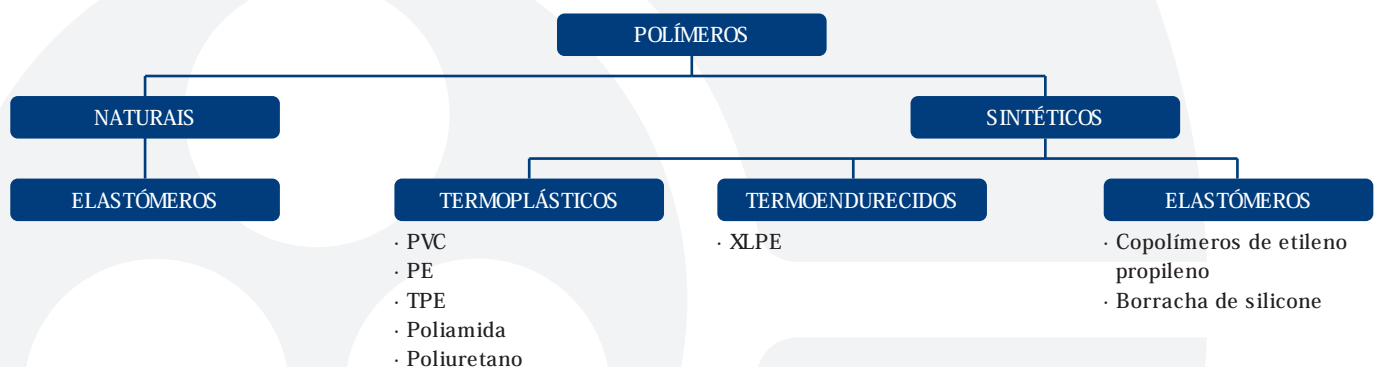 POLÍMEROS
NATURAIS
SINTÉTICOS
ELASTÓMEROS
TERMOPLÁSTICOS
TERMOENDURECIDOS
ELASTÓMEROS
· PVC
· PE
· TPE
· Poliamida
· Poliuretano
· XLPE
· Copolímeros de etileno
propileno
· Borracha de silicone